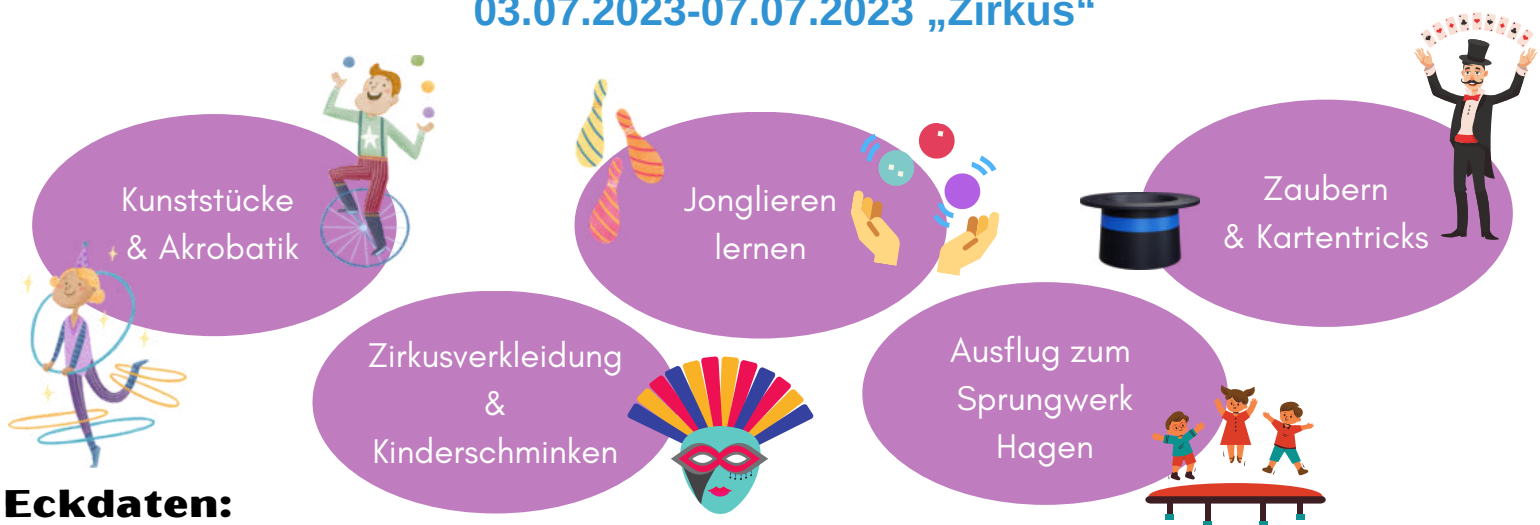 03.07.2023-07.07.2023 „Zirkus“
Kunststücke
& Akrobatik
Jonglieren
lernen
Zaubern
& Kartentricks
Zirkusverkleidung
&
Kinderschminken
Ausflug zum
Sprungwerk
Hagen
Eckdaten: